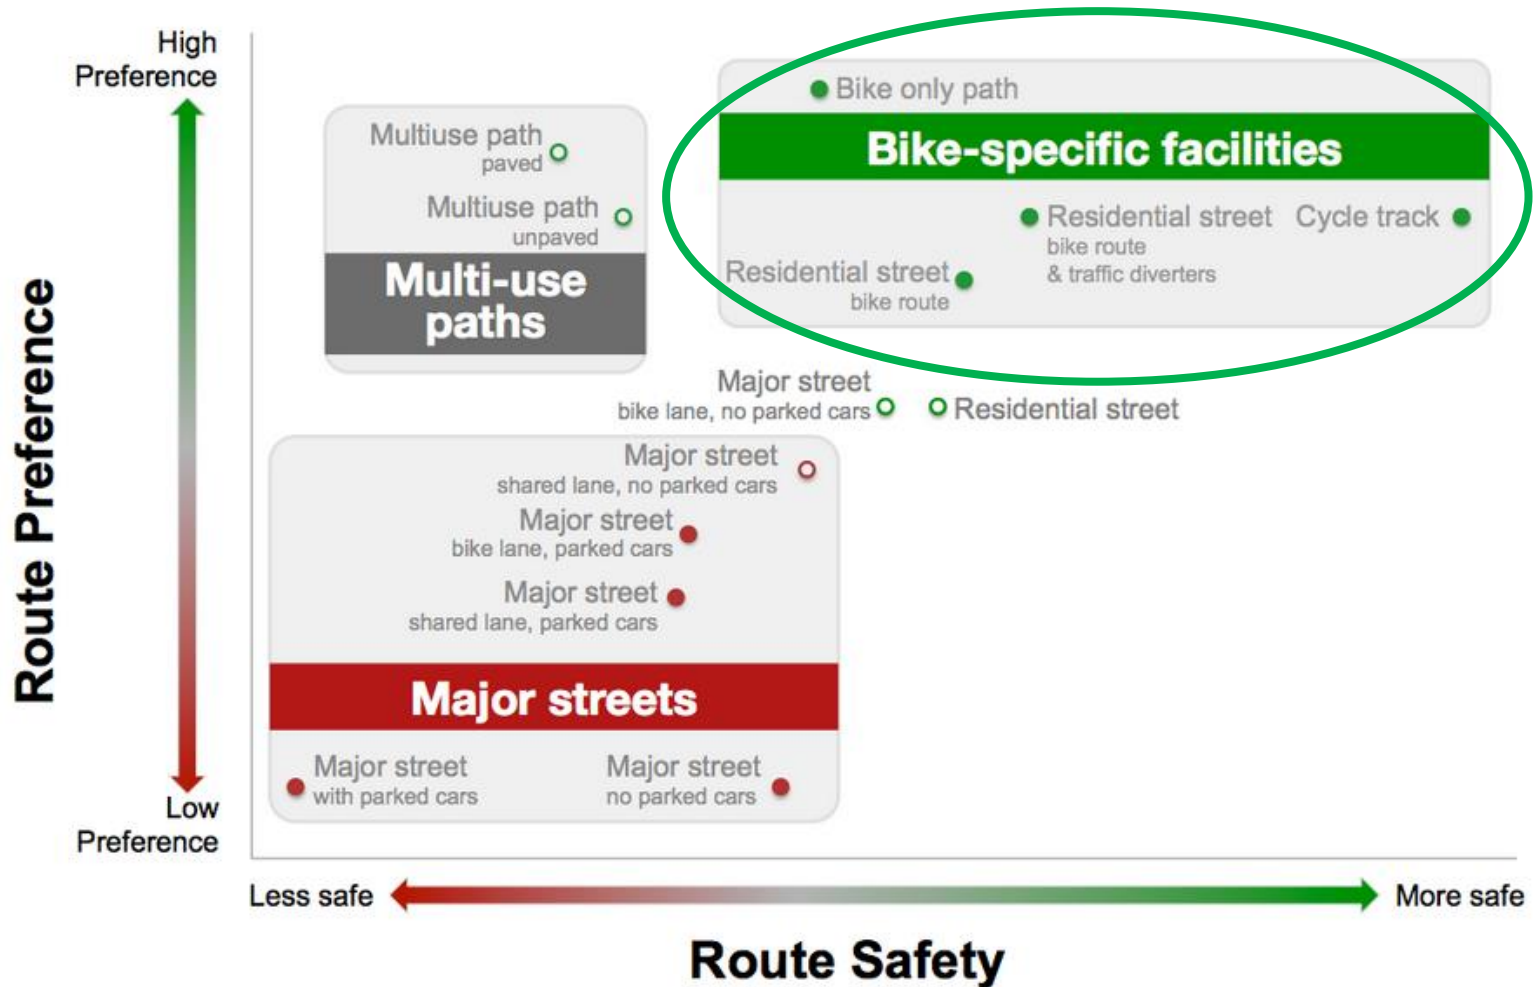 High
Preference
Bike only path
Bike-specific facilities
Multiuse path
paved
Multiuse path
unpaved
Multi-use
paths
Residential street
bike route
& traffic diverters
Cycle track
Residential street
bike route
Major street
bike lane, no parked cars
Residential street
Major street
shared lane, no parked cars
Major street
bike lane, parked cars
Major street
shared lane, parked cars
Major streets
Major street
with parked cars
Major street
no parked cars
Route Preference
Low
Preference
Less safe
More safe
Route Safety